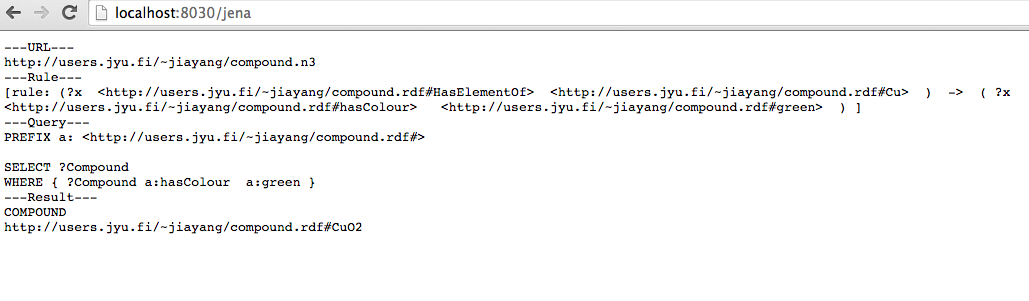 localhost:8030/jena
---URL---
http://users.jyu.fi/~jiayang/compound.n3
---Rule---
[rule: (?x  <http://users.jyu.fi/~jiayang/compound.rdf#HasElementOf>  <http://users.jyu.fi/~jiayang/compound.rdf#Cu>  )  ->  ( ?x
<http://users.jyu.fi/~jiayang/compound.rdf#hasColour>   <http://users.jyu.fi/~jiayang/compound.rdf#green>  ) ]
---Query---
PREFIX a: <http://users.jyu.fi/~jiayang/compound.rdf#>
SELECT ?Compound
WHERE { ?Compound a:hasColour  a:green }
---Result---
COMPOUND
http://users.jyu.fi/~jiayang/compound.rdf#CuO2